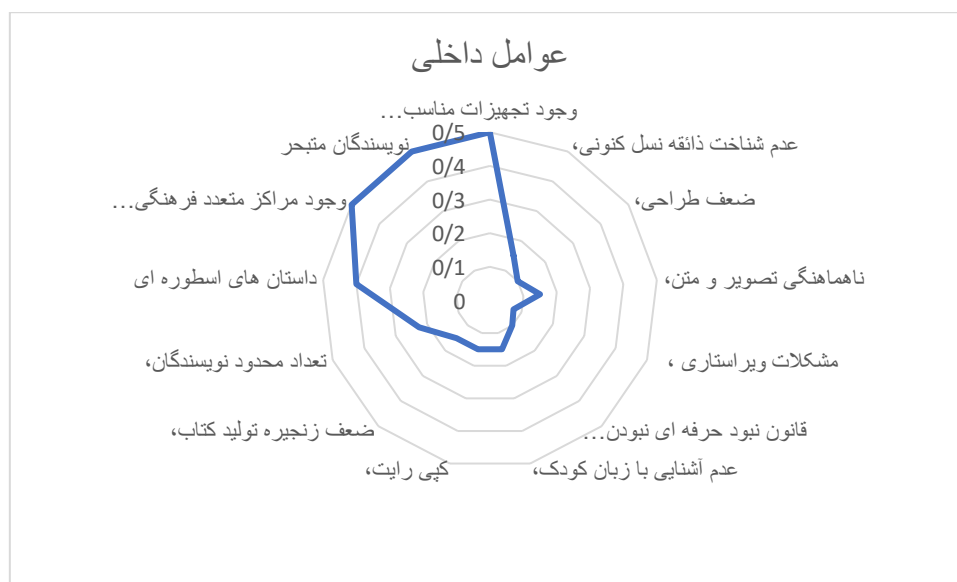 عوامل داخلی
وجود تجهیزات مناسب...
عدم شناخت ذائقه نسل کنونی،
ضعف طراحی،
ناهماهنگی تصویر و متن،
مشکلات ویراستاری ،
قانون نبود حرفه ای نبودن...
عدم آشنایی با زبان کودک،
کپی رایت،
ضعف زنجیره تولید کتاب،
تعداد محدود نویسندگان،
داستان های اسطوره ای
وجود مراکز متعدد فرهنگی...
نویسندگان متبحر
0/5
0/4
0/3
0/2
0/1
0